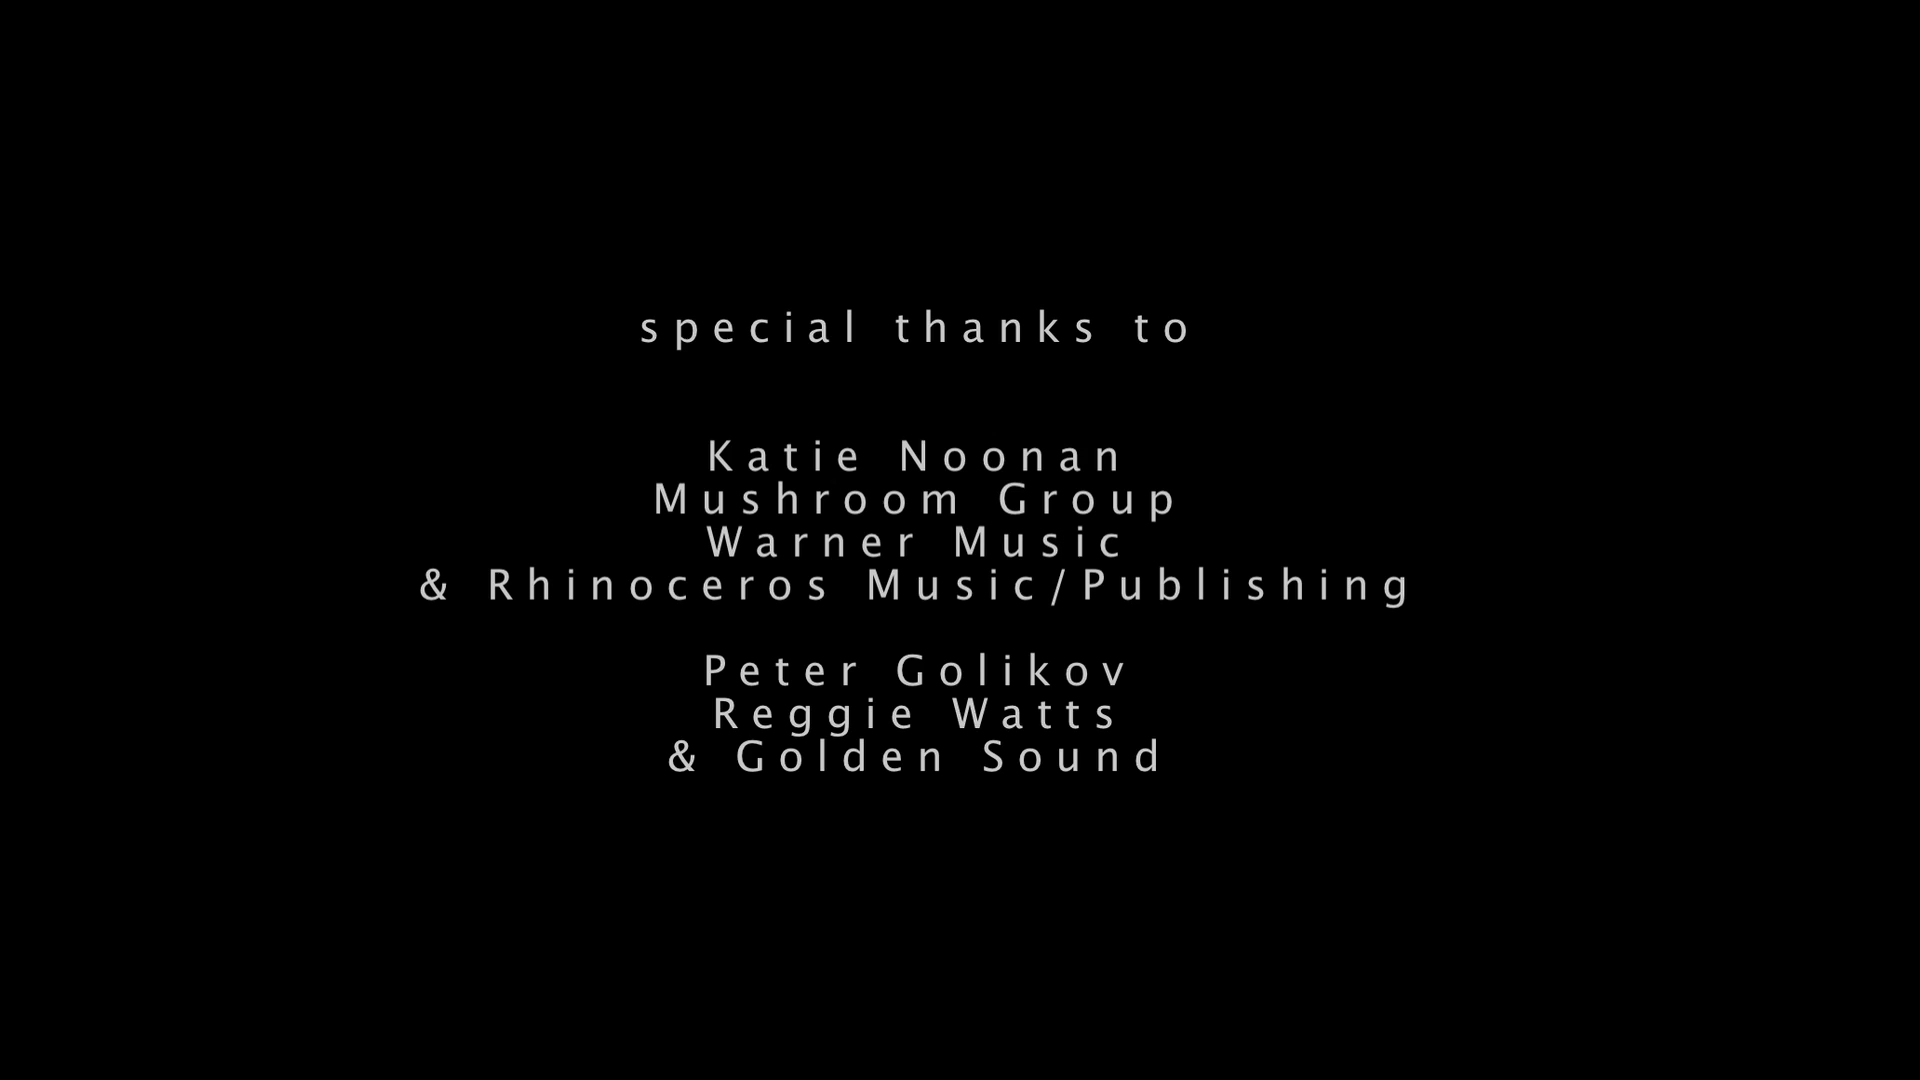 special thanks to
Katie Noonan
Mushroom Group
Warner Music
& Rhinoceros Music/Publishing
Peter Golikov
Reggie Watts
& Golden Sound